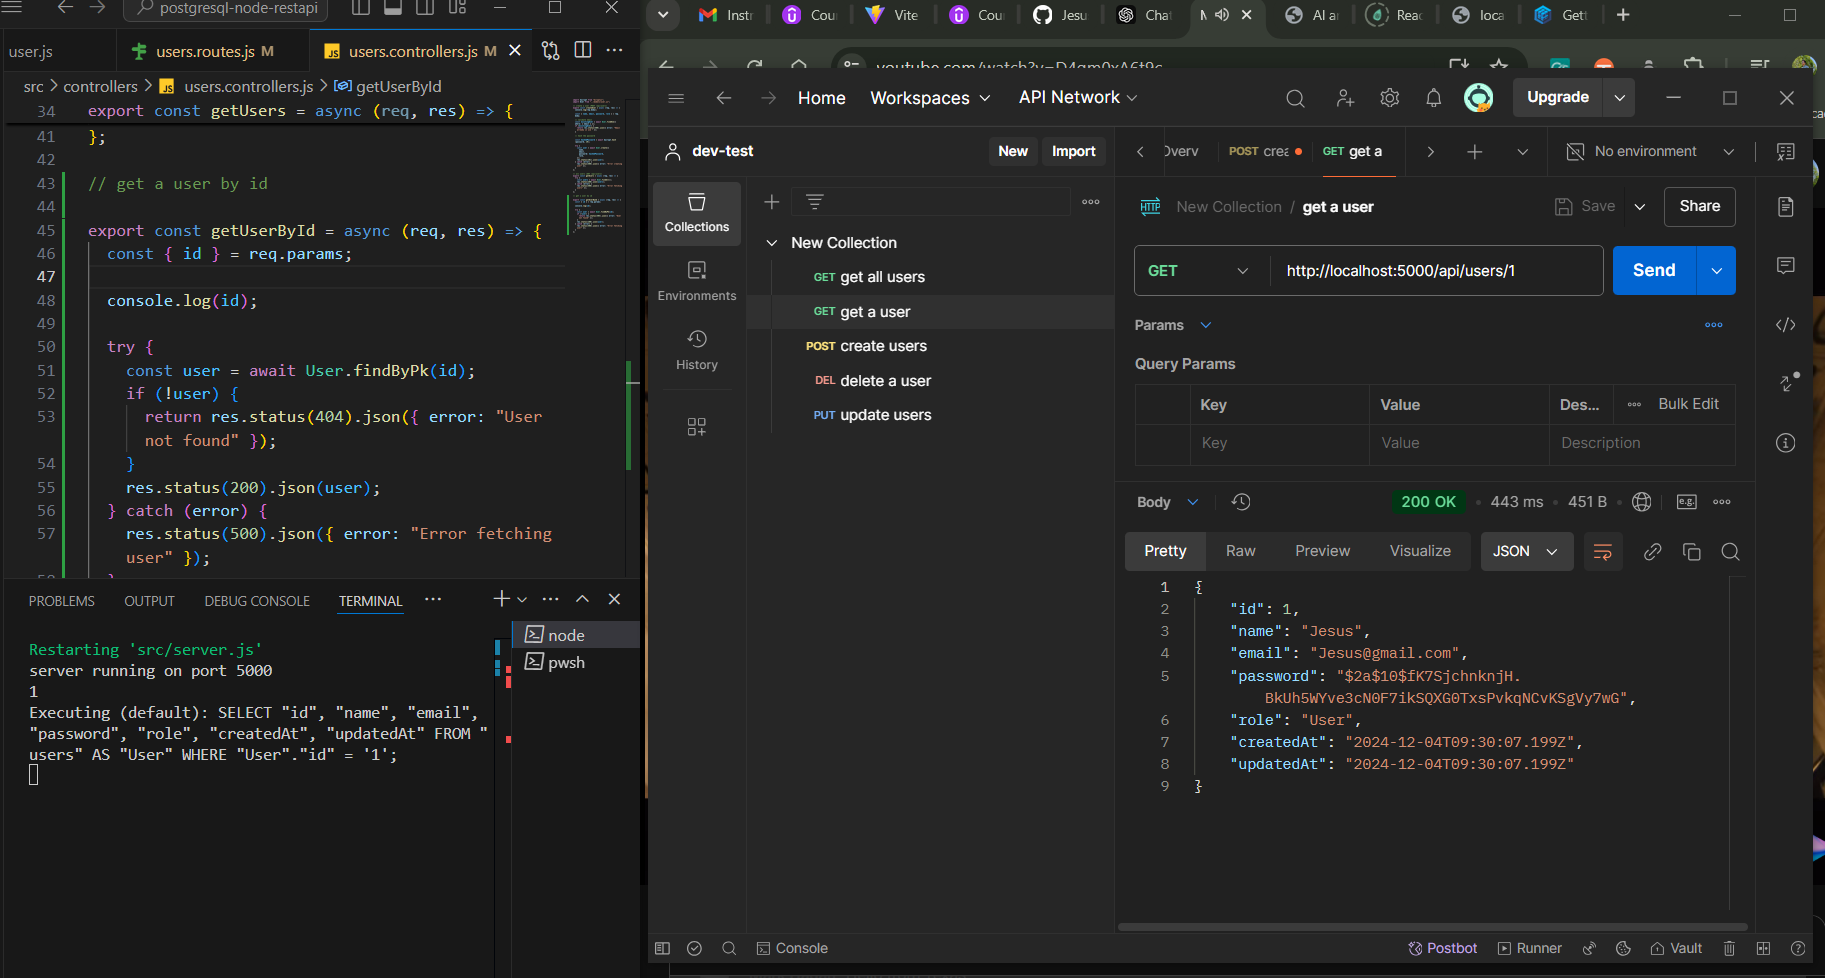 postgresql-node-restapi
user.js
users.routes.js M
users.controllers.js M
src > controllers > users.controllers.js > getUserById
34 export const getUsers = async (req, res) => {
41 };
42
43 // get a user by id
44
45 export const getUserById = async (req, res) => {
46 const { id } = req.params;
47
48 console.log(id);
49
50 try {
51 const user = await User.findByPk(id);
52 if (!user) {
53 return res.status(404).json({ error: "User
not found" });
54 }
55 res.status(200).json(user);
56 } catch (error) {
57 res.status(500).json({ error: "Error fetching
user" });
PROBLEMS OUTPUT DEBUG CONSOLE TERMINAL
node
pwsh
Restarting 'src/server.js'
server running on port 5000
1
Executing (default): SELECT "id", "name", "email",
"password", "role", "createdAt", "updatedAt" FROM "
users" AS "User" WHERE "User"."id" = '1';
Instr
Cou
Vite
Cou
Jesu
Cha
AI ar
Reac
loca
Gett
Home Workspaces API Network
Upgrade
dev-test
New Import
Overv
POST crea
GET get a
No environment
Collections
Environments
History
New Collection
GET get all users
GET get a user
POST create users
DEL delete a user
PUT update users
HTTP New Collection / get a user
Save
Share
GET http://localhost:5000/api/users/1
Send
Params
Query Params
Key Value Des... Bulk Edit
Key Value Description
Body
200 OK 443 ms 451 B
e.g.
Pretty Raw Preview Visualize JSON
1 {
2 "id": 1,
3 "name": "Jesus",
4 "email": "Jesus@gmail.com",
5 "password": "$2a$10$fK7SjchnknjH.
BkUh5WYve3cN0F7ikSQXG0TxsPvkqNCvKSgVy7wG",
6 "role": "User",
7 "createdAt": "2024-12-04T09:30:07.199Z",
8 "updatedAt": "2024-12-04T09:30:07.199Z"
9 }
Console
Postbot Runner Vault